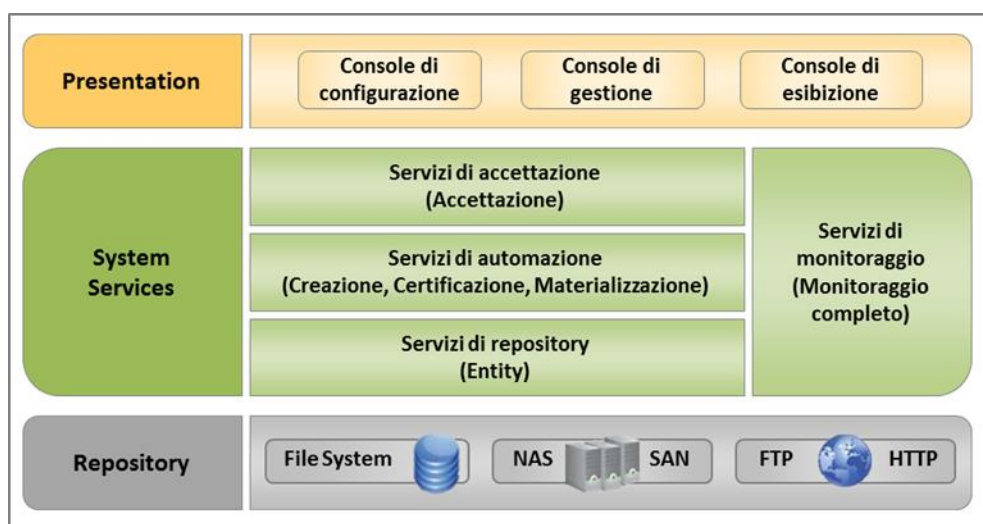 Presentation
Console di
configurazione
Console di
gestione
Console di
esibizione
System
Services
Servizi di accettazione
(Accettazione)
Servizi di automazione
(Creazione, Certificazione, Materializzazione)
Servizi di repository
(Entity)
Servizi di
monitoraggio
(Monitoraggio
completo)
Repository
File System
NAS
SAN
FTP
HTTP